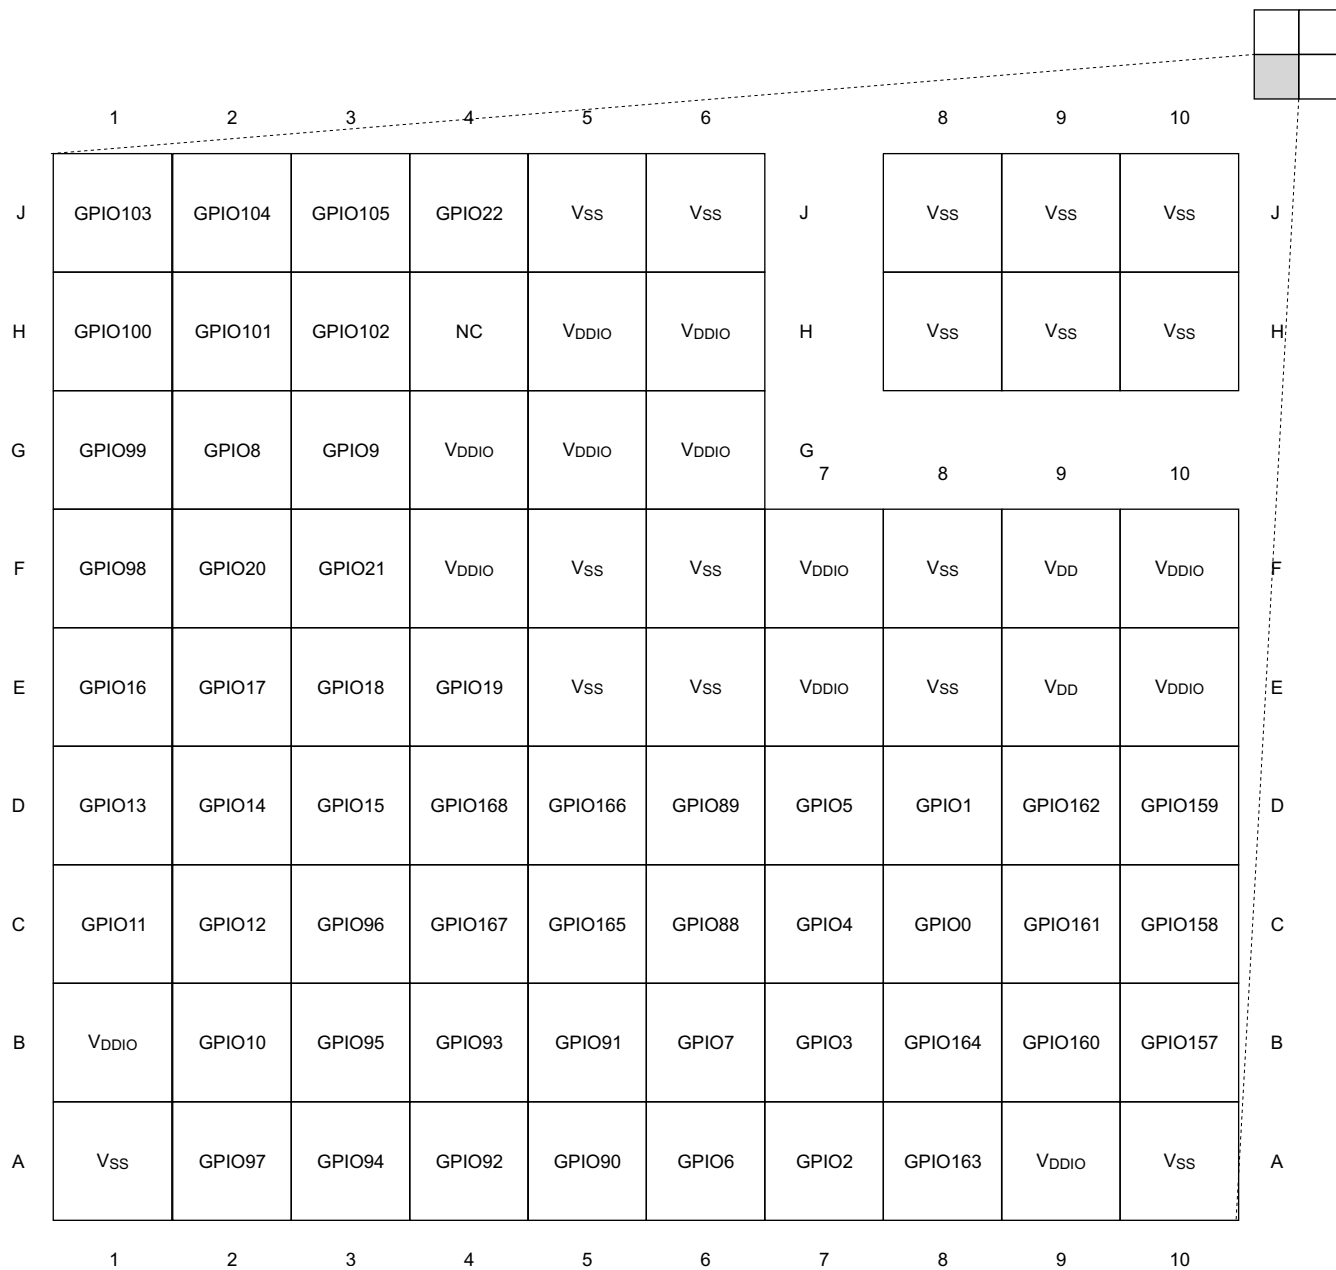 1 2 3 4 5 6 8 9 10
J GPIO103 GPIO104 GPIO105 GPIO22 VSS VSS J VSS VSS VSS J
H GPIO100 GPIO101 GPIO102 NC VDDIO VDDIO H VSS VSS VSS H
G GPIO99 GPIO8 GPIO9 VDDIO VDDIO VDDIO G
7 8 9 10
F GPIO98 GPIO20 GPIO21 VDDIO VSS VSS VDDIO VSS VDD VDDIO F
E GPIO16 GPIO17 GPIO18 GPIO19 VSS VSS VDDIO VSS VDD VDDIO E
D GPIO13 GPIO14 GPIO15 GPIO168 GPIO166 GPIO89 GPIO5 GPIO1 GPIO162 GPIO159 D
C GPIO11 GPIO12 GPIO96 GPIO167 GPIO165 GPIO88 GPIO4 GPIO0 GPIO161 GPIO158 C
B VDDIO GPIO10 GPIO95 GPIO93 GPIO91 GPIO7 GPIO3 GPIO164 GPIO160 GPIO157 B
A VSS GPIO97 GPIO94 GPIO92 GPIO90 GPIO6 GPIO2 GPIO163 VDDIO VSS A
1 2 3 4 5 6 7 8 9 10